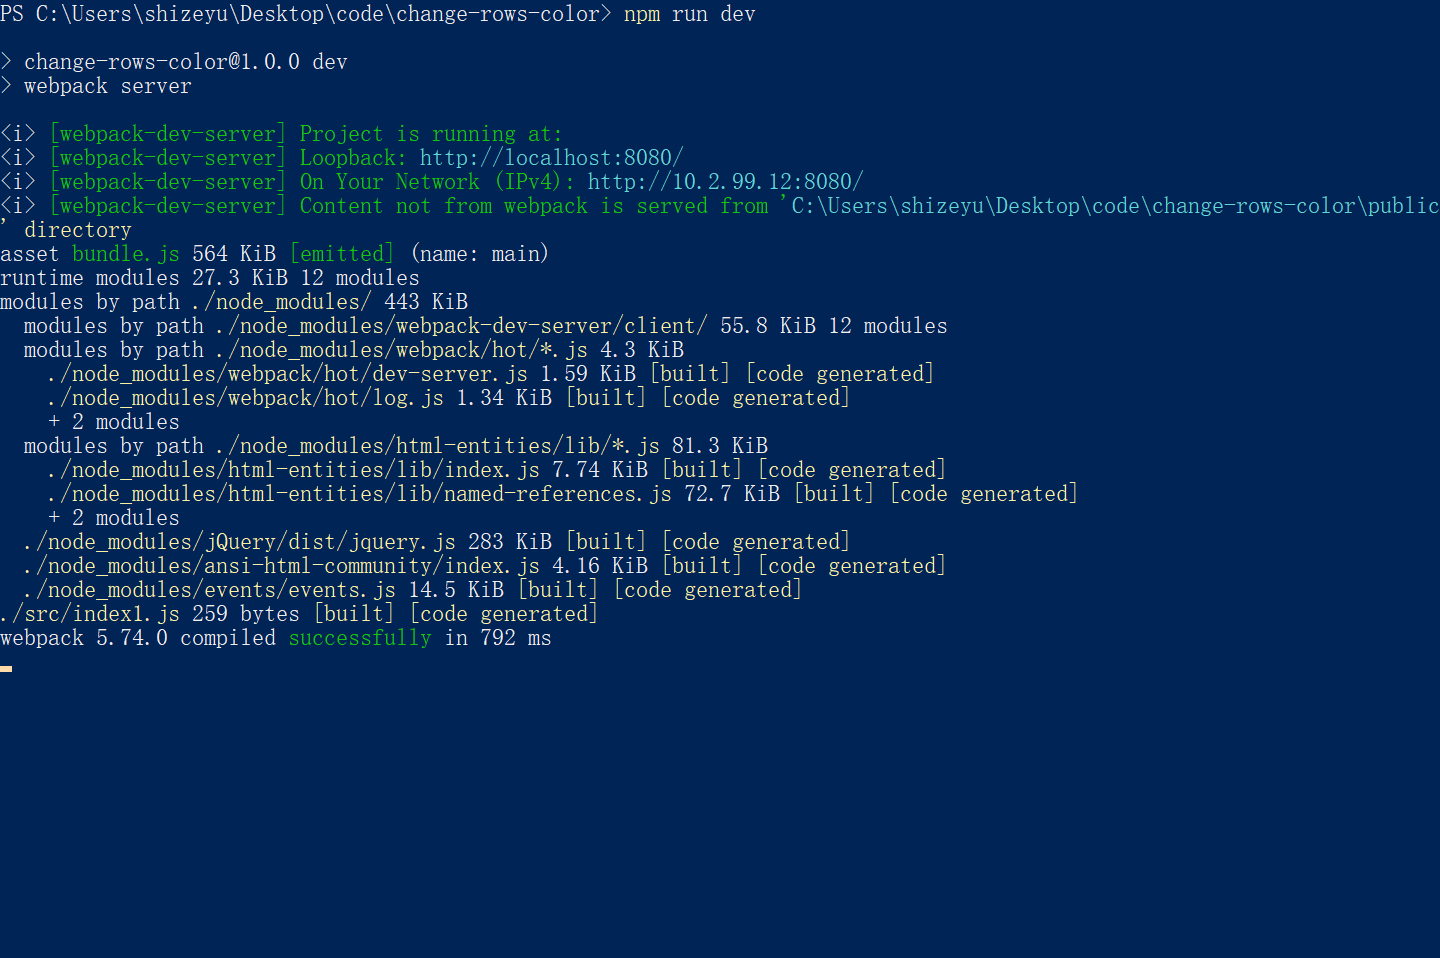 PS C:\Users\shizeyu\Desktop\code\change-rows-color> npm run dev
> change-rows-color@1.0.0 dev
> webpack server
<i> [webpack-dev-server] Project is running at:
<i> [webpack-dev-server] Loopback: http://localhost:8080/
<i> [webpack-dev-server] On Your Network (IPv4): http://10.2.99.12:8080/
<i> [webpack-dev-server] Content not from webpack is served from 'C:\Users\shizeyu\Desktop\code\change-rows-color\public
' directory
asset bundle.js 564 KiB [emitted] (name: main)
runtime modules 27.3 KiB 12 modules
modules by path ./node_modules/ 443 KiB
  modules by path ./node_modules/webpack-dev-server/client/ 55.8 KiB 12 modules
  modules by path ./node_modules/webpack/hot/*.js 4.3 KiB
    ./node_modules/webpack/hot/dev-server.js 1.59 KiB [built] [code generated]
    ./node_modules/webpack/hot/log.js 1.34 KiB [built] [code generated]
    + 2 modules
  modules by path ./node_modules/html-entities/lib/*.js 81.3 KiB
    ./node_modules/html-entities/lib/index.js 7.74 KiB [built] [code generated]
    ./node_modules/html-entities/lib/named-references.js 72.7 KiB [built] [code generated]
    + 2 modules
  ./node_modules/jQuery/dist/jquery.js 283 KiB [built] [code generated]
  ./node_modules/ansi-html-community/index.js 4.16 KiB [built] [code generated]
  ./node_modules/events/events.js 14.5 KiB [built] [code generated]
./src/index1.js 259 bytes [built] [code generated]
webpack 5.74.0 compiled successfully in 792 ms